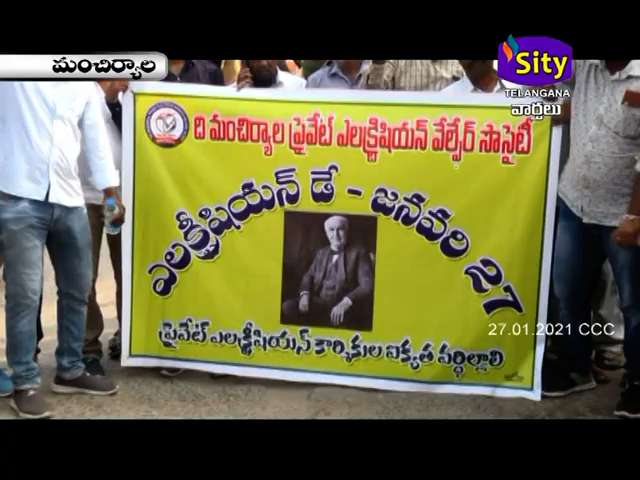 మంచిర్యాల
Sity
TELANGANA
వార్తలు
ది మంచిర్యాల ప్రైవేట్ ఎలక్ట్రిషియన్ వేల్ఫేర్ సొసైటీ
ఎలక్ట్రీషియన్ డే - జనవరి 27
27.01.2021 CCC
ప్రైవేట్ ఎలక్ట్రీషియన్ కార్మికుల ఐక్యత వర్ధిల్లాలి